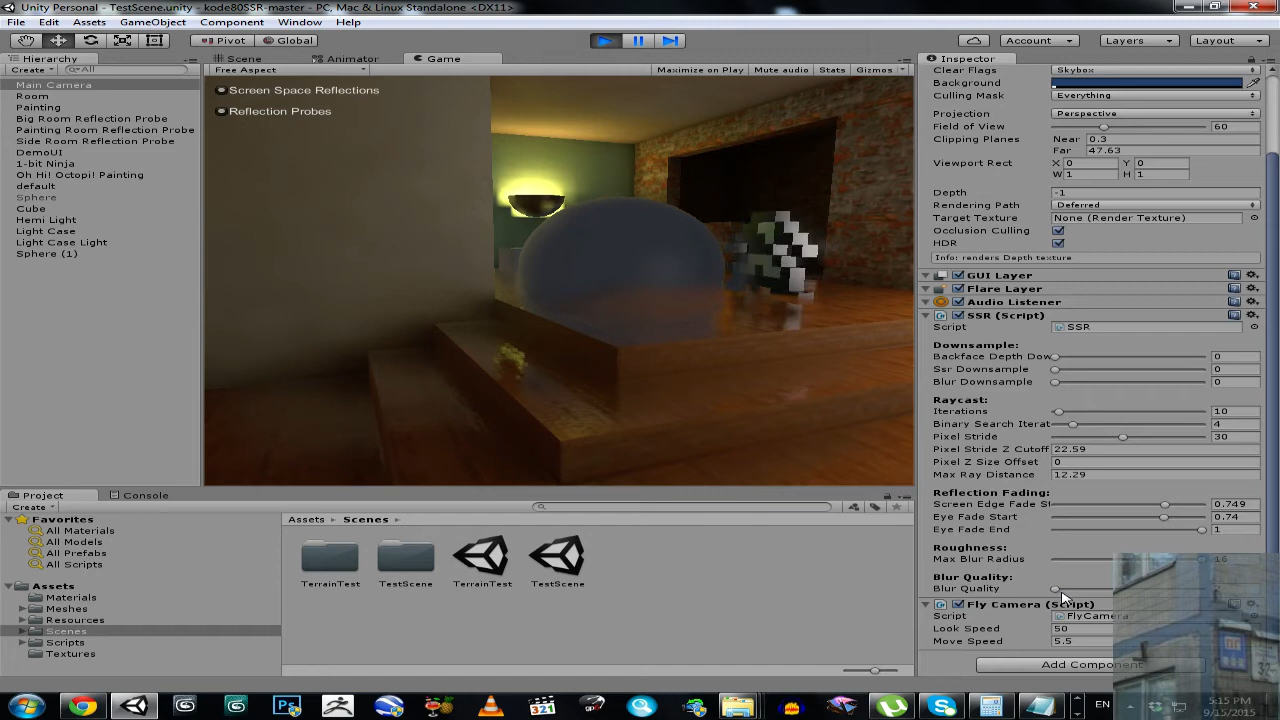 Unity Personal - TestScene.unity - kode80SSR-master - PC, Mac & Linux Standalone <DX11>
File Edit Assets GameObject Component Window Help
Pivot Global Account Layers Layout
Hierarchy
Create All
Main Camera
Room
Painting
Big Room Reflection Probe
Painting Room Reflection Probe
Side Room Reflection Probe
DemoUI
1-bit Ninja
Oh Hi! Octopi! Painting
default
Sphere
Cube
Hemi Light
Light Case
Light Case Light
Sphere (1)
Scene Animator Game
Free Aspect Maximize on Play Mute audio Stats Gizmos
Screen Space Reflections
Reflection Probes
Inspector
Clear Flags Skybox
Background
Culling Mask Everything
Projection Perspective
Field of View 60
Clipping Planes Near 0.3
Far 47.63
Viewport Rect X 0 Y 0
W 1 H 1
Depth -1
Rendering Path Deferred
Target Texture None (Render Texture)
Occlusion Culling
HDR
Info: renders Depth texture
GUI Layer
Flare Layer
Audio Listener
SSR (Script)
Script SSR
Downsample:
Backface Depth Dow 0
Ssr Downsample 0
Blur Downsample 0
Raycast:
Iterations 10
Binary Search Iterat 4
Pixel Stride 30
Pixel Stride Z Cutoff 22.59
Pixel Z Size Offset 0
Max Ray Distance 12.29
Reflection Fading:
Screen Edge Fade St 0.749
Eye Fade Start 0.74
Eye Fade End 1
Roughness:
Max Blur Radius 16
Blur Quality:
Blur Quality
Fly Camera (Script)
Script FlyCamera
Look Speed 50
Move Speed 5.5
Add Component
Project Console
Create
Favorites
All Materials
All Models
All Prefabs
All Scripts
Assets
Materials
Meshes
Resources
Scenes
Scripts
Textures
Assets Scenes
TerrainTest TestScene TerrainTest TestScene
321
EN
5:15 PM
9/15/2015